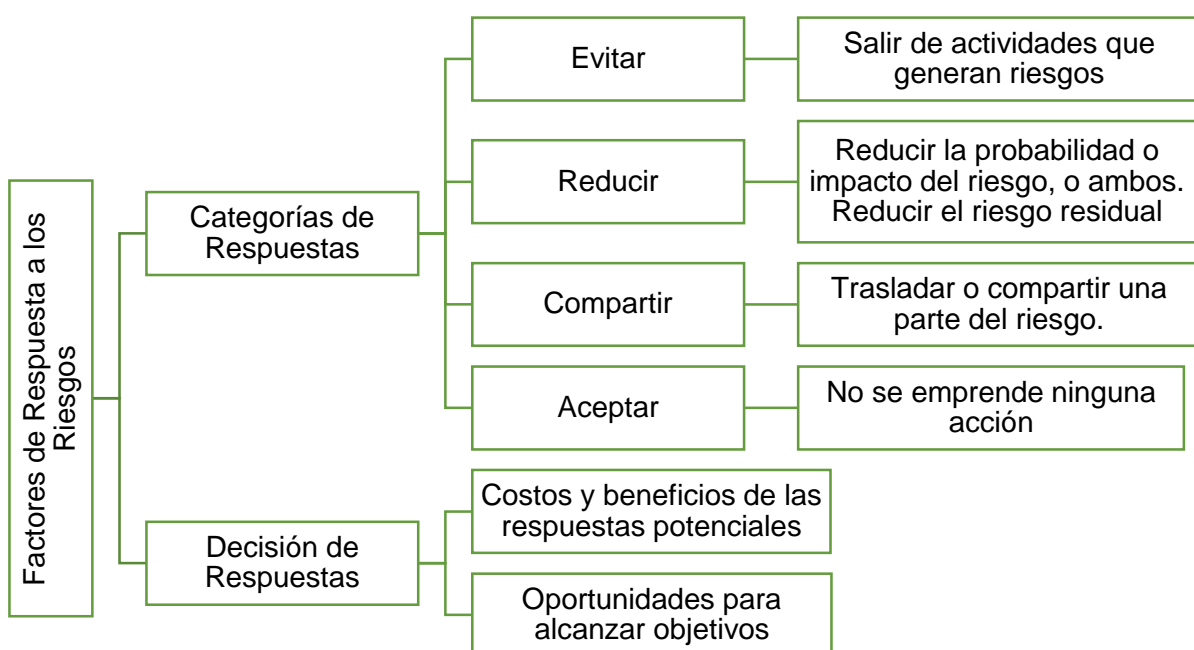 Factores de Respuesta a los
Riesgos
Categorías de
Respuestas
Evitar
Salir de actividades que
generan riesgos
Reducir
Reducir la probabilidad o
impacto del riesgo, o ambos.
Reducir el riesgo residual
Compartir
Trasladar o compartir una
parte del riesgo.
Aceptar
No se emprende ninguna
acción
Decisión de
Respuestas
Costos y beneficios de las
respuestas potenciales
Oportunidades para
alcanzar objetivos